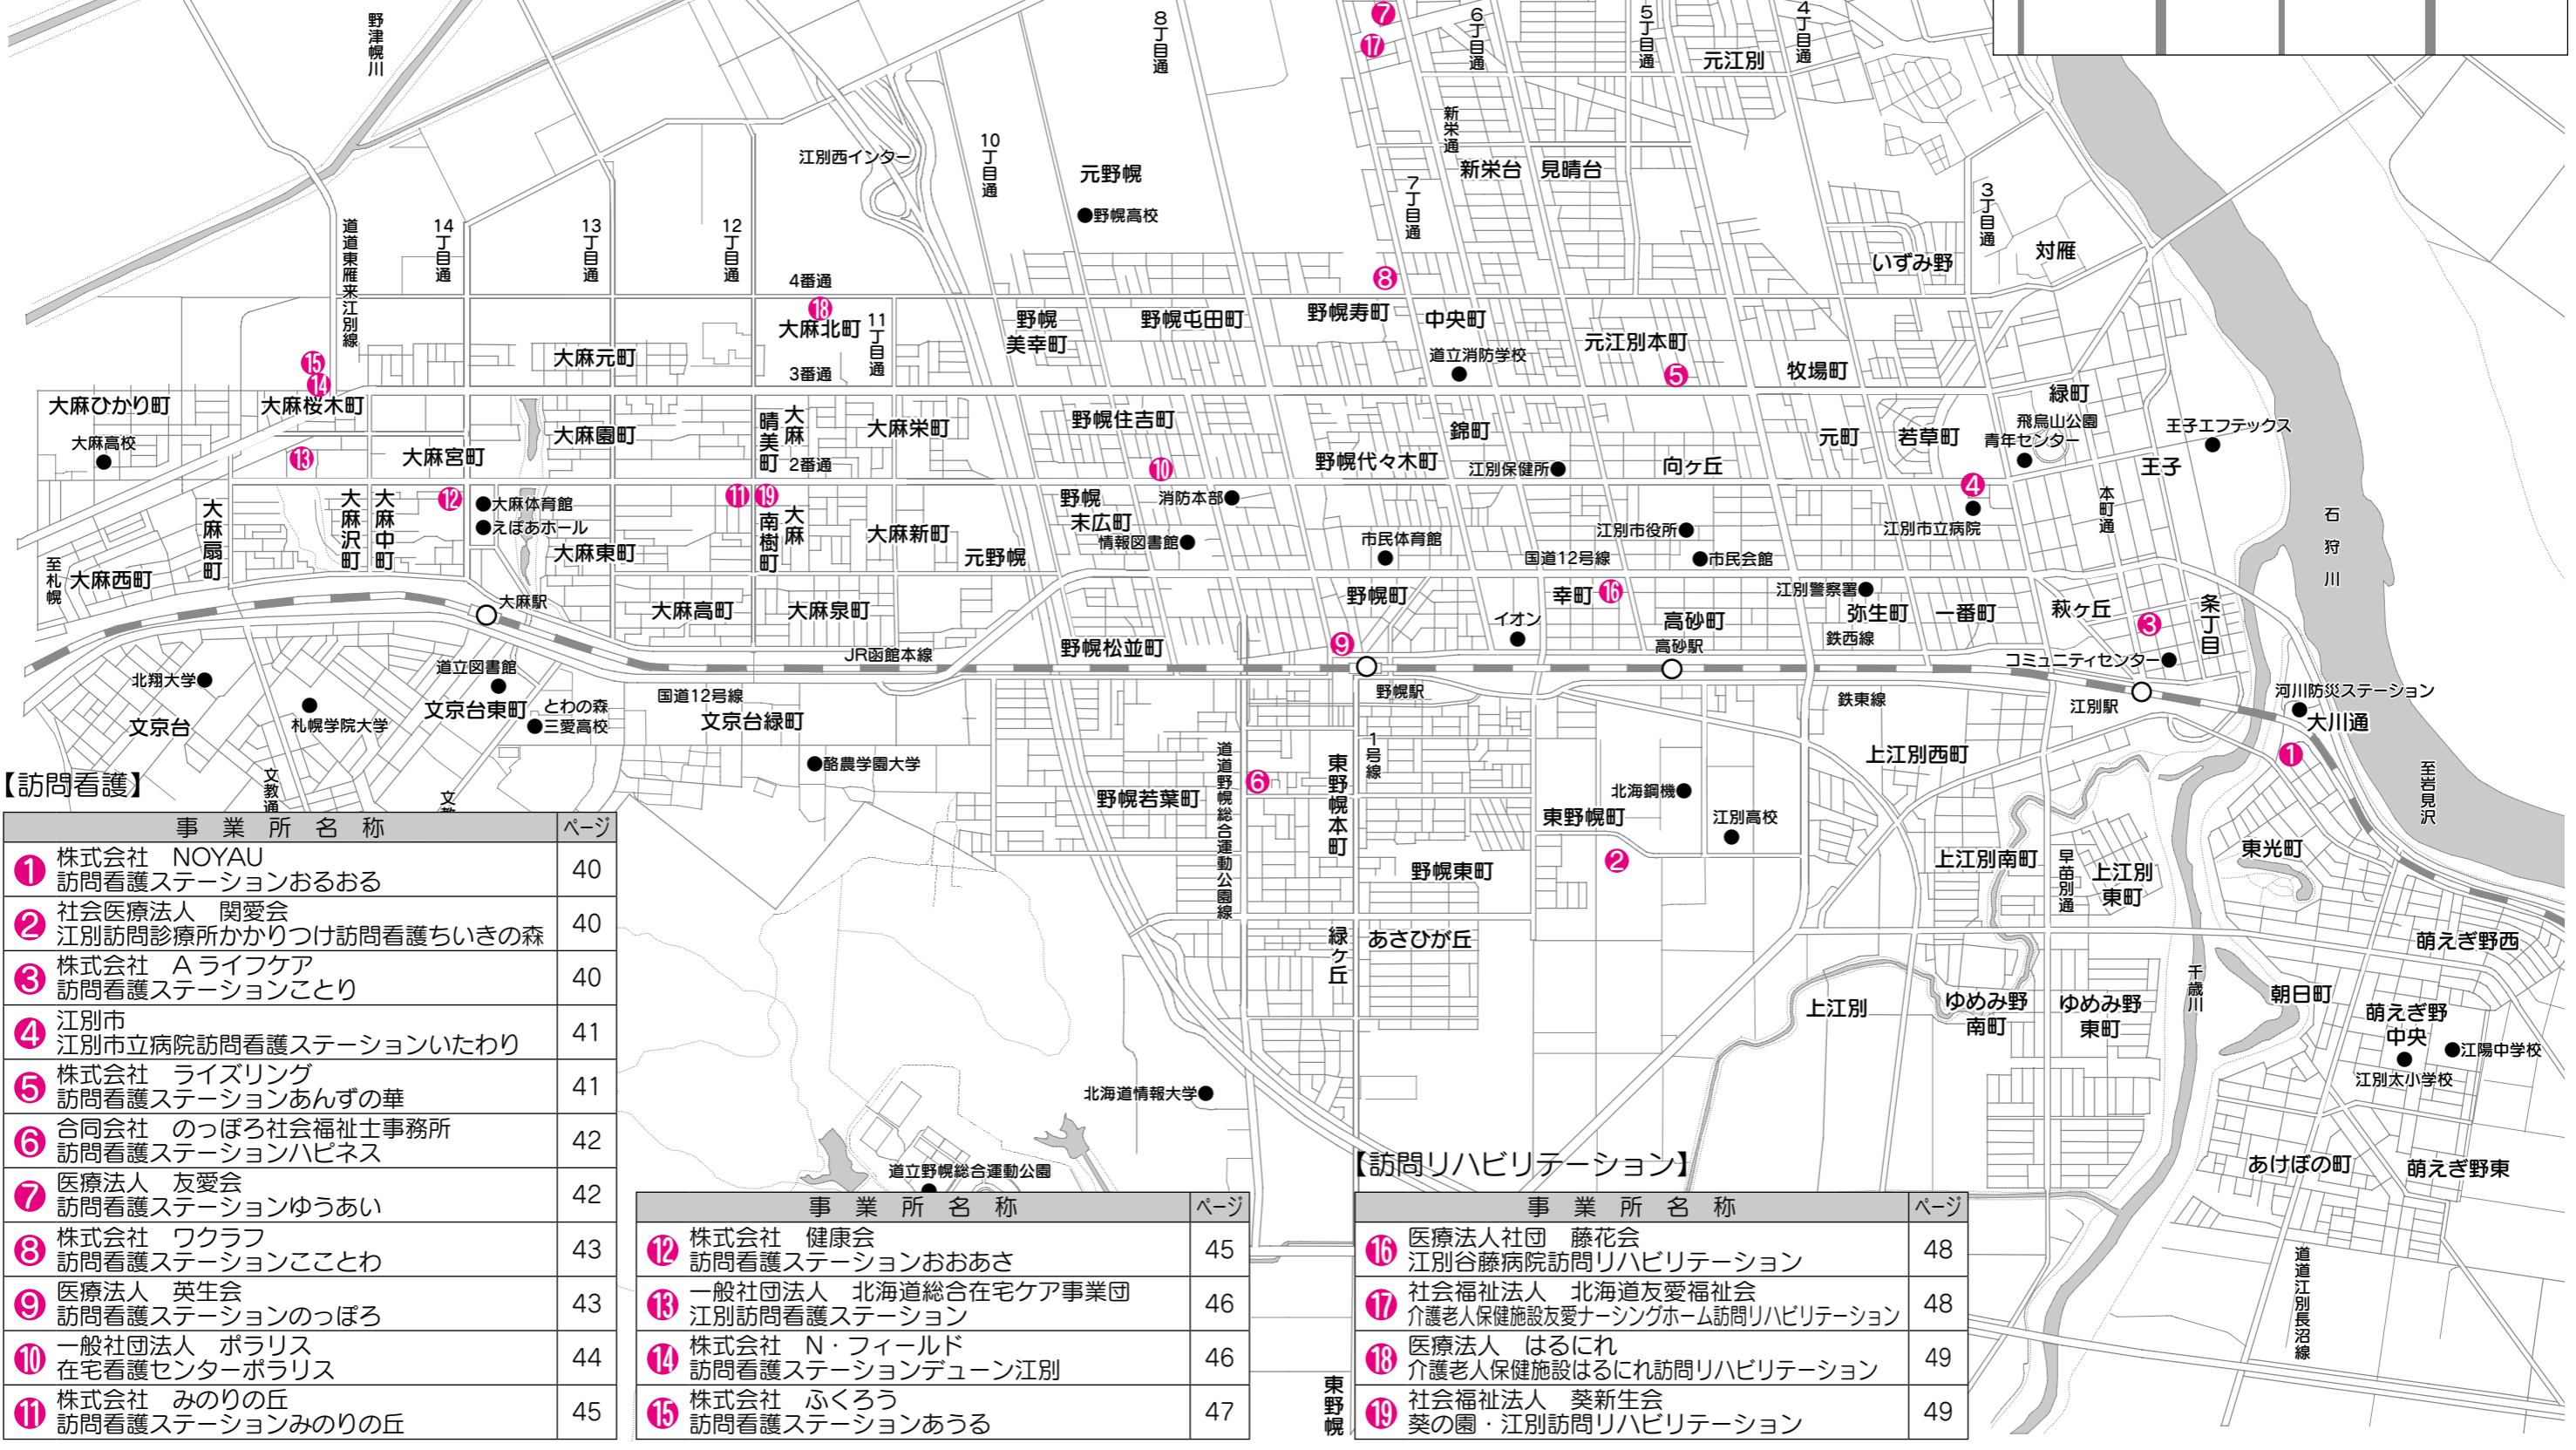 野津幌川
8丁目通
7
17
6丁目通
5丁目通
4丁目通
元江別
新栄通
江別西インター
10丁目通
元野幌
野幌高校
新栄台
見晴台
7丁目通
3丁目通
道道東雁来江別線
14丁目通
13丁目通
12丁目通
4番通
8
いずみ野
対雁
18
大麻北町
11丁目通
野幌美幸町
野幌屯田町
野幌寿町
中央町
元江別本町
道立消防学校
15
14
大麻元町
3番通
5
牧場町
緑町
大麻ひかり町
大麻桜木町
大麻高校
大麻園町
大麻晴美町
大麻栄町
野幌住吉町
錦町
元町
若草町
飛烏山公園
青年センター
王子エフテックス
13
大麻宮町
2番通
10
野幌代々木町
江別保健所
向ヶ丘
王子
12
大麻体育館
えぽあホール
11
19
野幌末広町
消防本部
4
本町通
大麻扇町
大麻沢町
大麻中町
大麻東町
大麻南樹町
大麻新町
元野幌
情報図書館
市民体育館
江別市役所
国道12号線
市民会館
江別市立病院
石狩川
至札幌
大麻西町
大麻駅
大麻高町
大麻泉町
野幌町
幸町
16
江別警察署
弥生町
一番町
萩ヶ丘
3
条丁目
イオン
高砂町
高砂駅
鉄西線
野幌松並町
9
JR函館本線
コミュニティセンター
北翔大学
道立図書館
国道12号線
野幌駅
鉄東線
江別駅
河川防災ステーション
大川通
文京台
札幌学院大学
文京台東町
とわの森
三愛高校
文京台緑町
酪農学園大学
1
文教通
文教
野幌若葉町
道道野幌総合運動公園線
6
東野幌本町
1号線
上江別西町
北海鋼機
東野幌町
江別高校
2
至岩見沢
野幌東町
上江別南町
早苗別通
上江別東町
東光町
緑ヶ丘
あさひが丘
萌えぎ野西
千歳川
朝日町
上江別
ゆめみ野南町
ゆめみ野東町
萌えぎ野中央
江陽中学校
江別太小学校
北海道情報大学
道立野幌総合運動公園
あけぼの町
萌えぎ野東
道道江別長沼線
東野幌
【訪問看護】
事業所名称 ページ
1 株式会社 NOYAU
訪問看護ステーションおるおる 40
2 社会医療法人 関愛会
江別訪問診療所かかりつけ訪問看護ちいきの森 40
3 株式会社 Aライフケア
訪問看護ステーションことり 40
4 江別市
江別市立病院訪問看護ステーションいたわり 41
5 株式会社 ライズリング
訪問看護ステーションあんずの華 41
6 合同会社 のっぽろ社会福祉士事務所
訪問看護ステーションハピネス 42
7 医療法人 友愛会
訪問看護ステーションゆうあい 42
8 株式会社 ワクラフ
訪問看護ステーションこことわ 43
9 医療法人 英生会
訪問看護ステーションのっぽろ 43
10 一般社団法人 ポラリス
在宅看護センターポラリス 44
11 株式会社 みのりの丘
訪問看護ステーションみのりの丘 45
事業所名称 ページ
12 株式会社 健康会
訪問看護ステーションおおあさ 45
13 一般社団法人 北海道総合在宅ケア事業団
江別訪問看護ステーション 46
14 株式会社 N・フィールド
訪問看護ステーションデューン江別 46
15 株式会社 ふくろう
訪問看護ステーションあうる 47
【訪問リハビリテーション】
事業所名称 ページ
16 医療法人社団 藤花会
江別谷藤病院訪問リハビリテーション 48
17 社会福祉法人 北海道友愛福祉会
介護老人保健施設友愛ナーシングホーム訪問リハビリテーション 48
18 医療法人 はるにれ
介護老人保健施設はるにれ訪問リハビリテーション 49
19 社会福祉法人 葵新生会
葵の園・江別訪問リハビリテーション 49